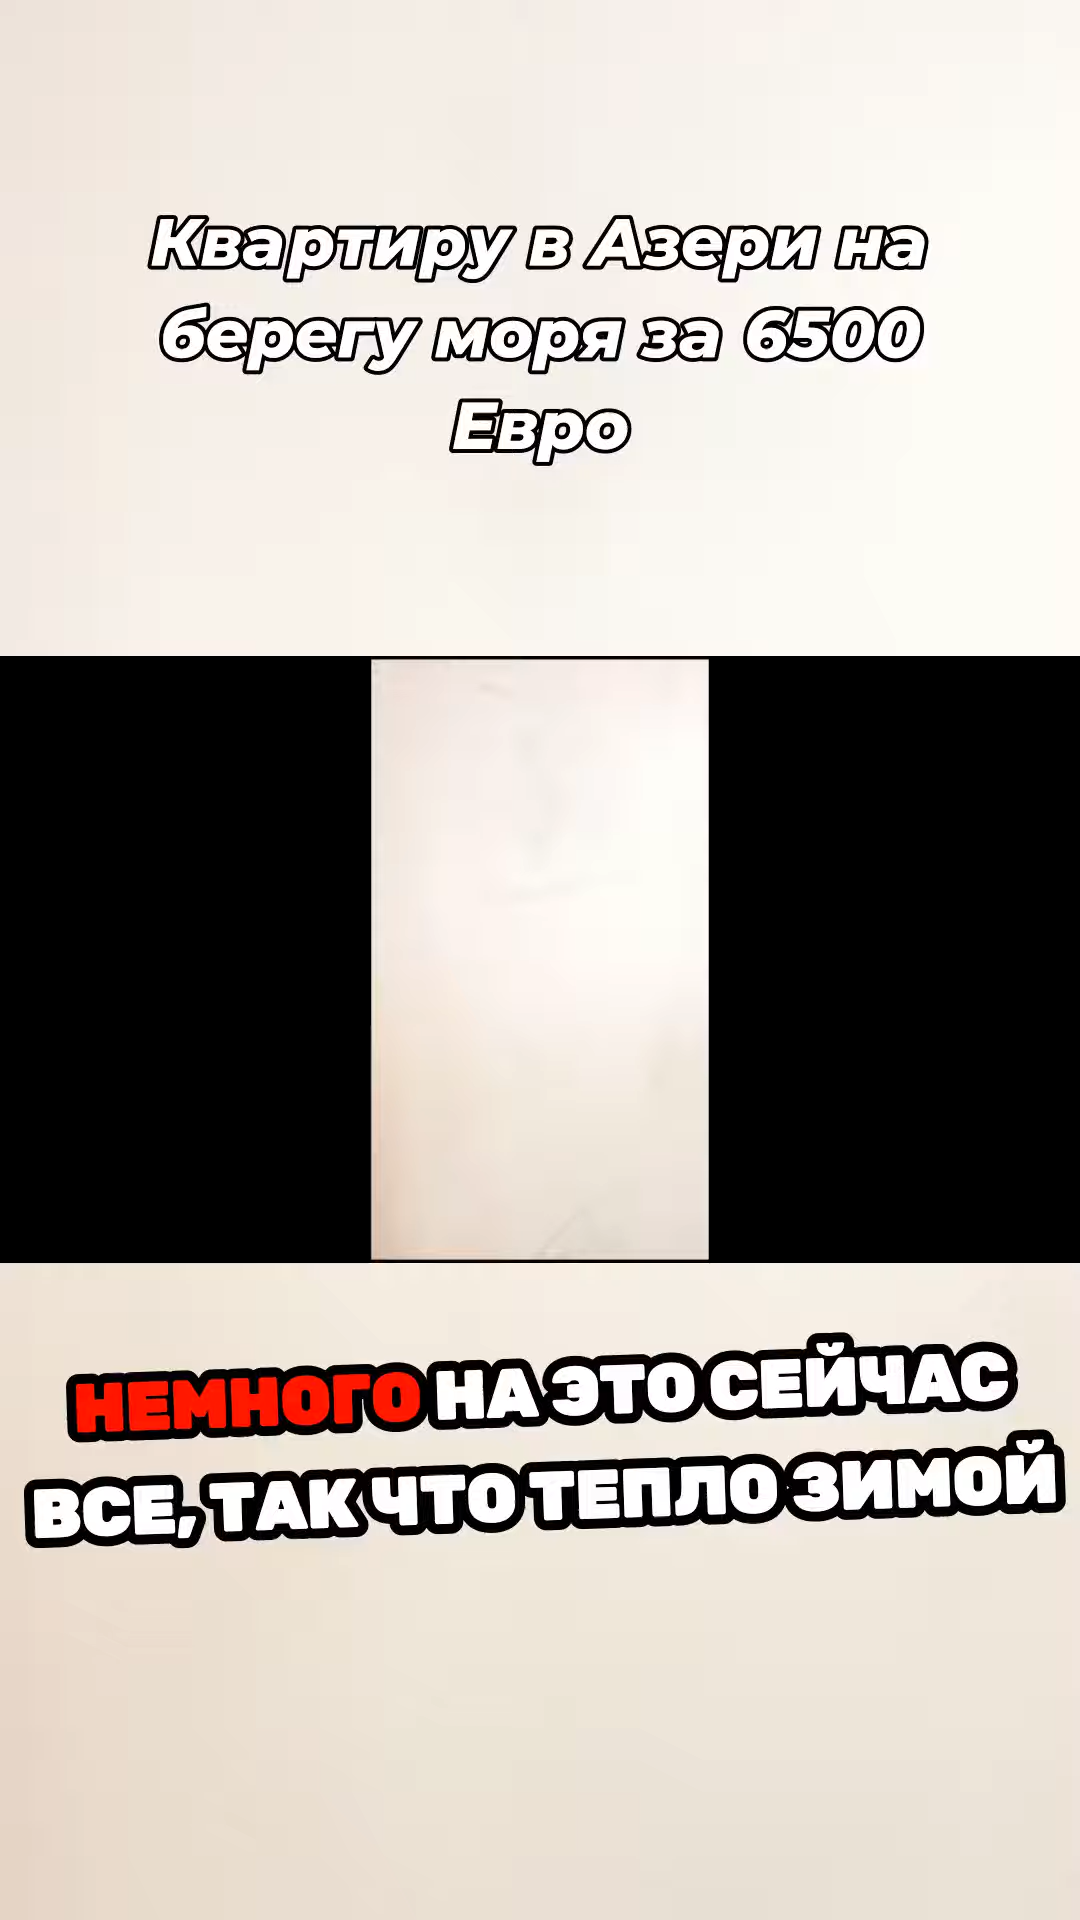 Квартиру в Азери на
берегу моря за 6500
Евро
НЕМНОГО НА ЭТО СЕЙЧАС
ВСЕ, ТАК ЧТО ТЕПЛО ЗИМОЙ